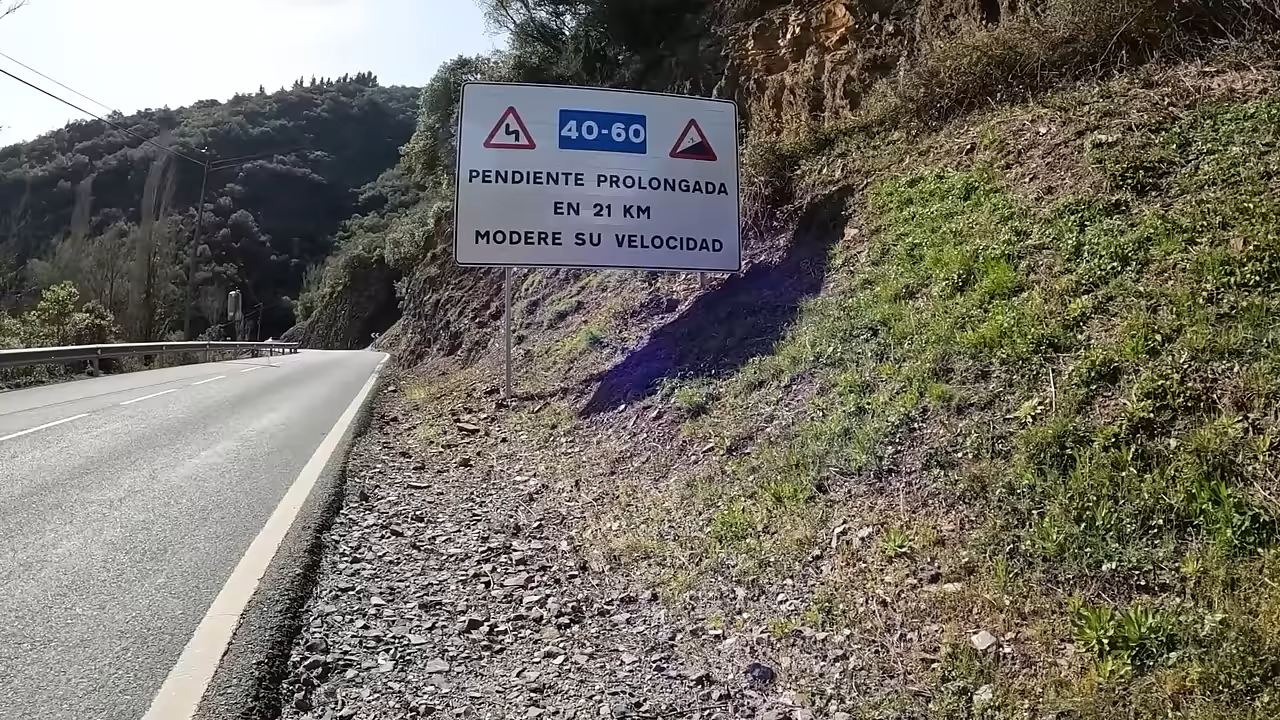 40-60
PENDIENTE PROLONGADA
EN 21 KM
MODERE SU VELOCIDAD